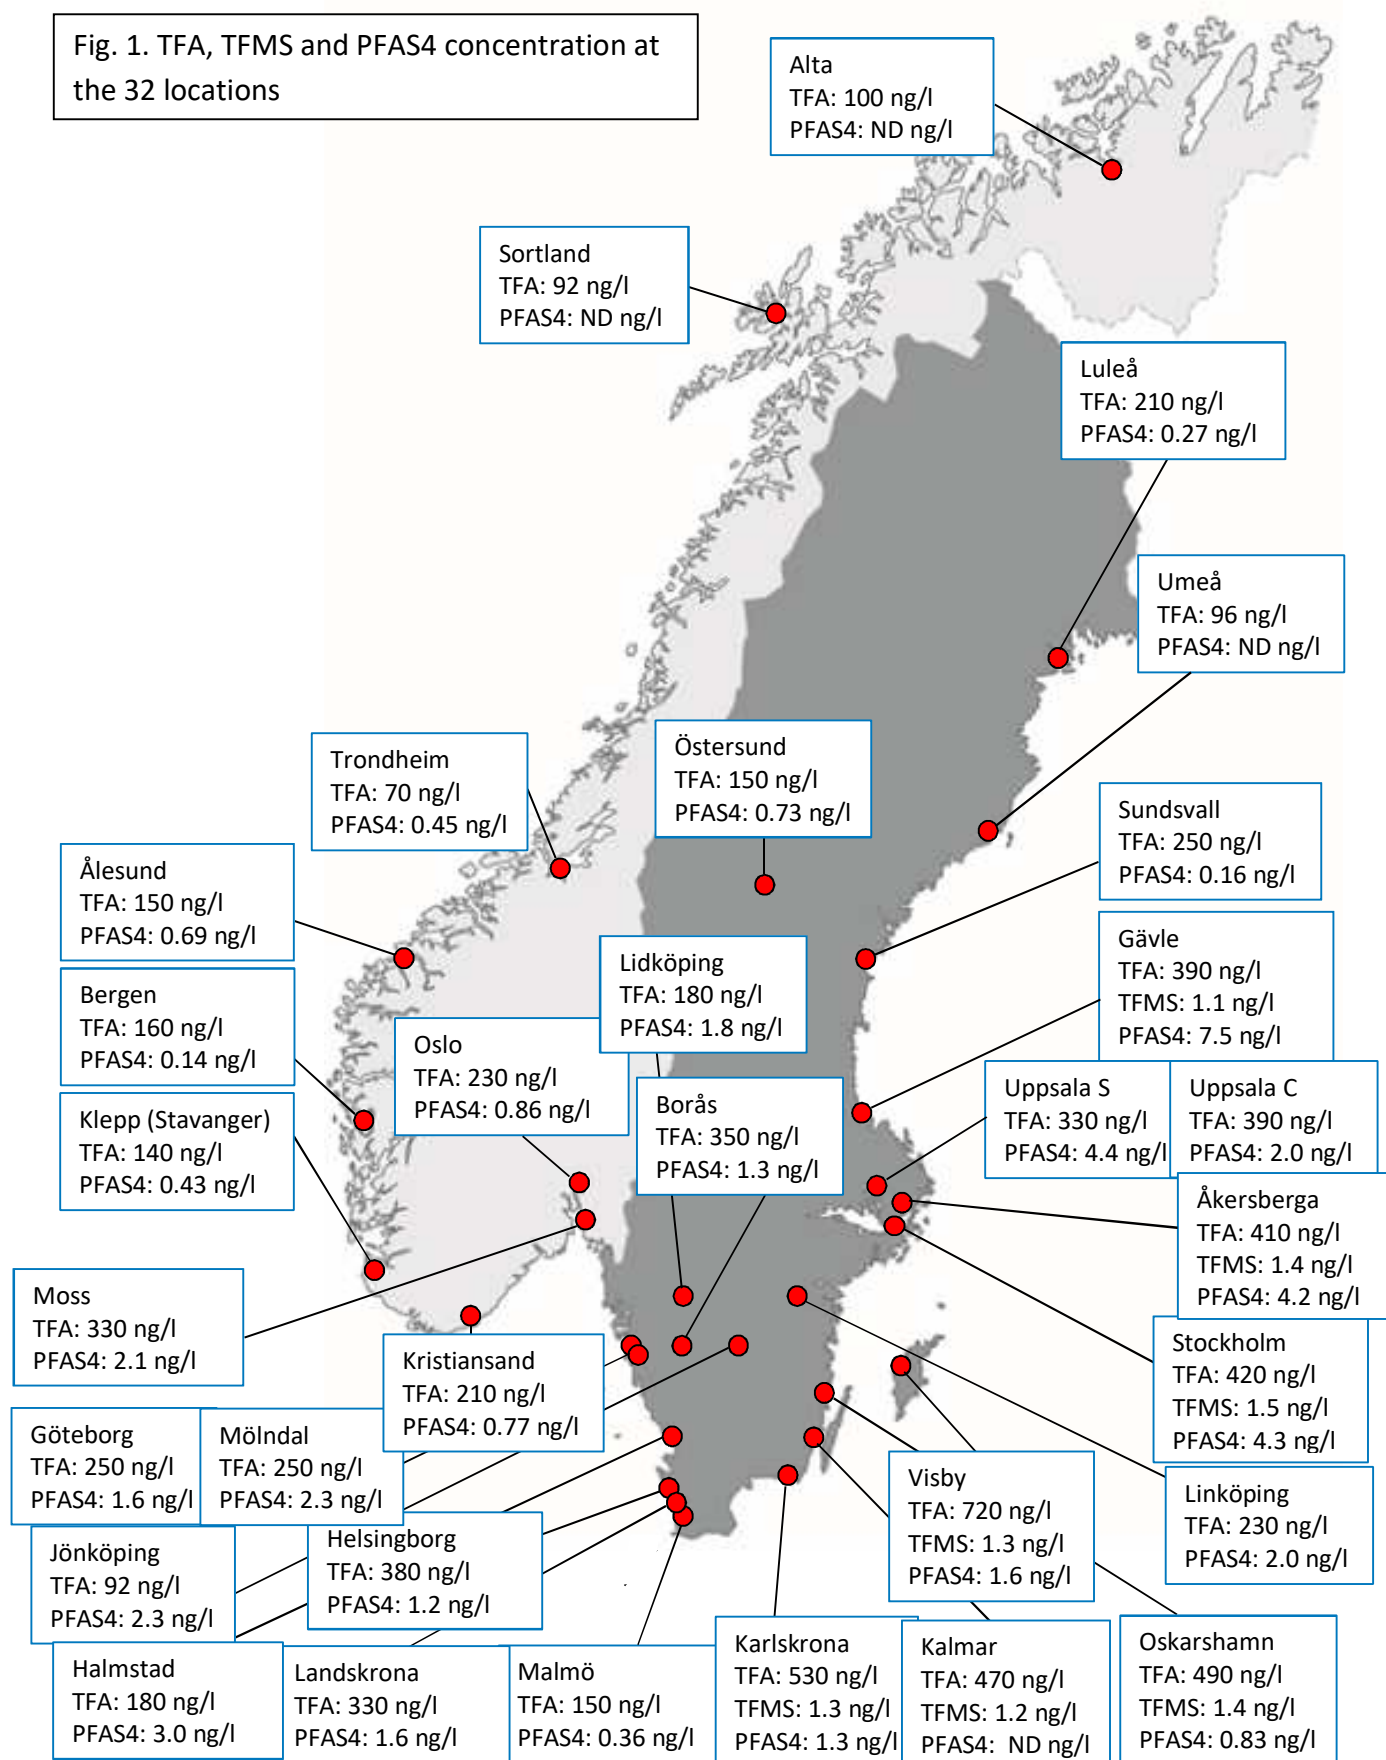 Fig. 1. TFA, TFMS and PFAS4 concentration at
the 32 locations
Alta
TFA: 100 ng/l
PFAS4: ND ng/l
Sortland
TFA: 92 ng/l
PFAS4: ND ng/l
Luleå
TFA: 210 ng/l
PFAS4: 0.27 ng/l
Umeå
TFA: 96 ng/l
PFAS4: ND ng/l
Trondheim
TFA: 70 ng/l
PFAS4: 0.45 ng/l
Östersund
TFA: 150 ng/l
PFAS4: 0.73 ng/l
Sundsvall
TFA: 250 ng/l
PFAS4: 0.16 ng/l
Ålesund
TFA: 150 ng/l
PFAS4: 0.69 ng/l
Lidköping
TFA: 180 ng/l
PFAS4: 1.8 ng/l
Gävle
TFA: 390 ng/l
TFMS: 1.1 ng/l
PFAS4: 7.5 ng/l
Bergen
TFA: 160 ng/l
PFAS4: 0.14 ng/l
Oslo
TFA: 230 ng/l
PFAS4: 0.86 ng/l
Borås
TFA: 350 ng/l
PFAS4: 1.3 ng/l
Uppsala S
TFA: 330 ng/l
PFAS4: 4.4 ng/l
Uppsala C
TFA: 390 ng/l
PFAS4: 2.0 ng/l
Klepp (Stavanger)
TFA: 140 ng/l
PFAS4: 0.43 ng/l
Åkersberga
TFA: 410 ng/l
TFMS: 1.4 ng/l
PFAS4: 4.2 ng/l
Moss
TFA: 330 ng/l
PFAS4: 2.1 ng/l
Kristiansand
TFA: 210 ng/l
PFAS4: 0.77 ng/l
Stockholm
TFA: 420 ng/l
TFMS: 1.5 ng/l
PFAS4: 4.3 ng/l
Göteborg
TFA: 250 ng/l
PFAS4: 1.6 ng/l
Mölndal
TFA: 250 ng/l
PFAS4: 2.3 ng/l
Visby
TFA: 720 ng/l
TFMS: 1.3 ng/l
PFAS4: 1.6 ng/l
Linköping
TFA: 230 ng/l
PFAS4: 2.0 ng/l
Jönköping
TFA: 92 ng/l
PFAS4: 2.3 ng/l
Helsingborg
TFA: 380 ng/l
PFAS4: 1.2 ng/l
Halmstad
TFA: 180 ng/l
PFAS4: 3.0 ng/l
Landskrona
TFA: 330 ng/l
PFAS4: 1.6 ng/l
Malmö
TFA: 150 ng/l
PFAS4: 0.36 ng/l
Karlskrona
TFA: 530 ng/l
TFMS: 1.3 ng/l
PFAS4: 1.3 ng/l
Kalmar
TFA: 470 ng/l
TFMS: 1.2 ng/l
PFAS4: ND ng/l
Oskarshamn
TFA: 490 ng/l
TFMS: 1.4 ng/l
PFAS4: 0.83 ng/l